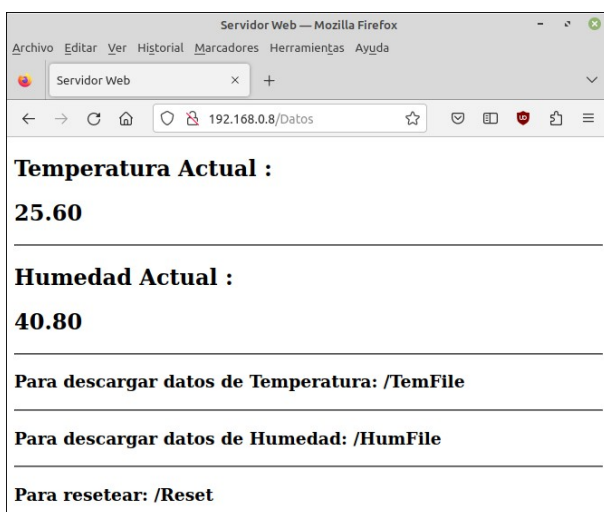 Servidor Web — Mozilla Firefox
Archivo Editar Ver Historial Marcadores Herramientas Ayuda
Servidor Web
192.168.0.8/Datos
Temperatura Actual :
25.60
Humedad Actual :
40.80
Para descargar datos de Temperatura: /TemFile
Para descargar datos de Humedad: /HumFile
Para resetear: /Reset